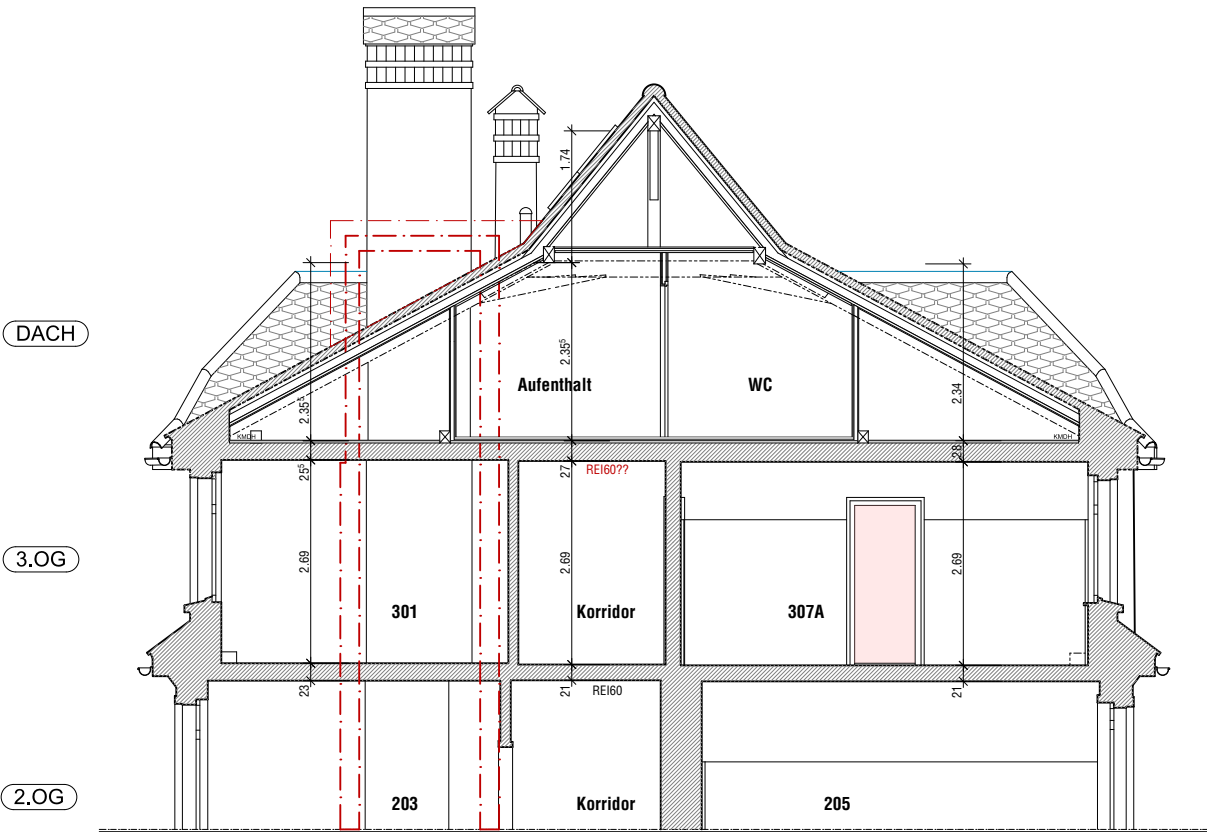 1.74
DACH
2.35⁵
2.35⁵
2.34
Aufenthalt
WC
KMDH
KMDH
25⁵
27
REI60??
28
3.OG
2.69
2.69
2.69
301
Korridor
307A
23
21
REI60
21
2.OG
203
Korridor
205